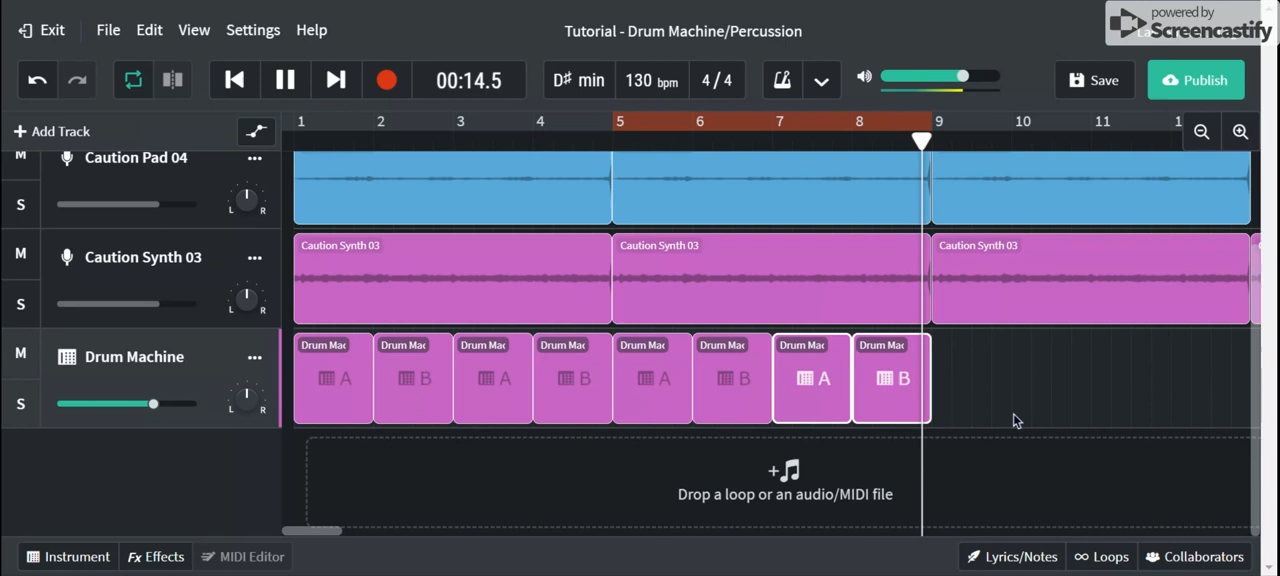 Exit File Edit View Settings Help
Tutorial - Drum Machine/Percussion
powered by
Screencastify
00:14.5 D♯ min 130 bpm 4/4
Save Publish
+ Add Track
1 2 3 4 5 6 7 8 9 10 11
M Caution Pad 04 ...
S L R
M Caution Synth 03 ...
S L R
Caution Synth 03 Caution Synth 03 Caution Synth 03
M Drum Machine ...
S L R
Drum Mac Drum Mac Drum Mac Drum Mac Drum Mac Drum Mac Drum Mac Drum Mac
A B A B A B A B
Drop a loop or an audio/MIDI file
Instrument Fx Effects MIDI Editor Lyrics/Notes Loops Collaborators